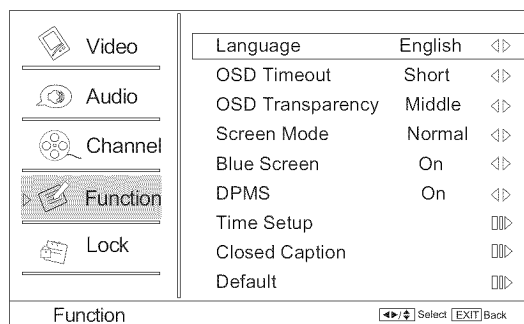 Video
Audio
Channel
Function
Lock
Language English
OSD Timeout Short
OSD Transparency Middle
Screen Mode Normal
Blue Screen On
DPMS On
Time Setup
Closed Caption
Default
Function
Select EXIT Back